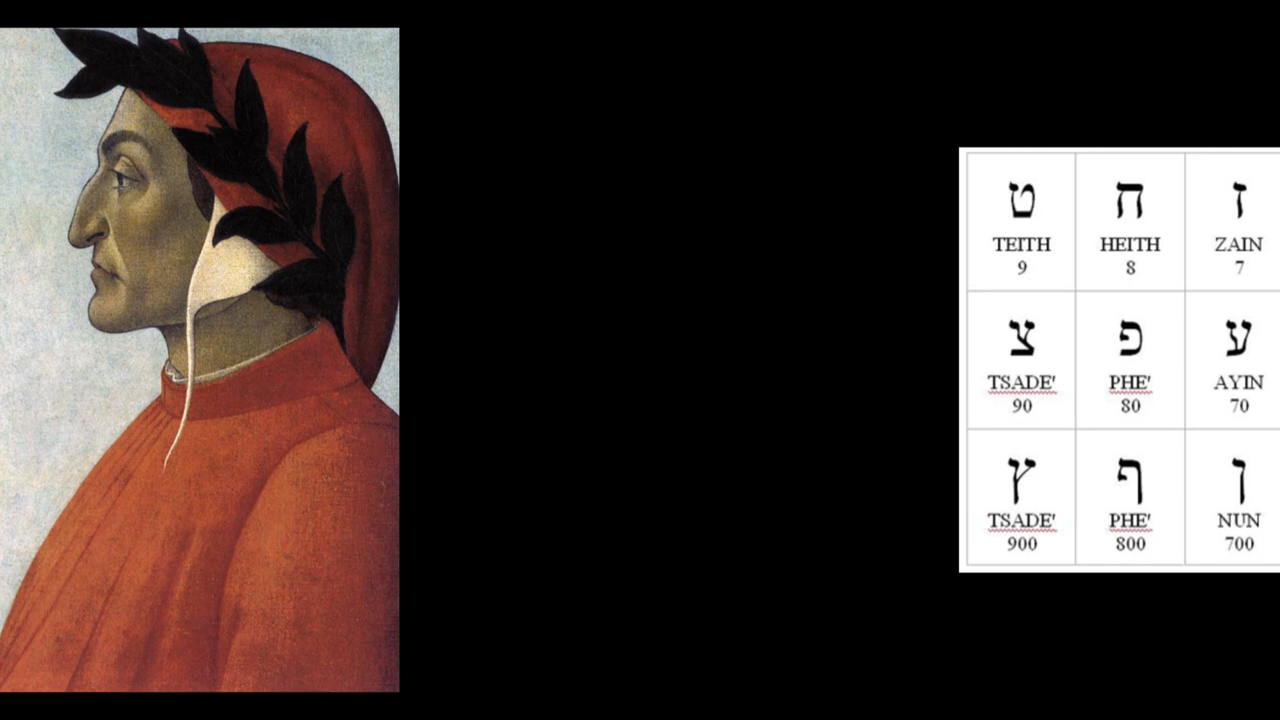 ט ח ז
TEITH HEITH ZAIN
9 8 7
צ פ ע
TSADE' PHE' AYIN
90 80 70
ץ ף ן
TSADE' PHE' NUN
900 800 700